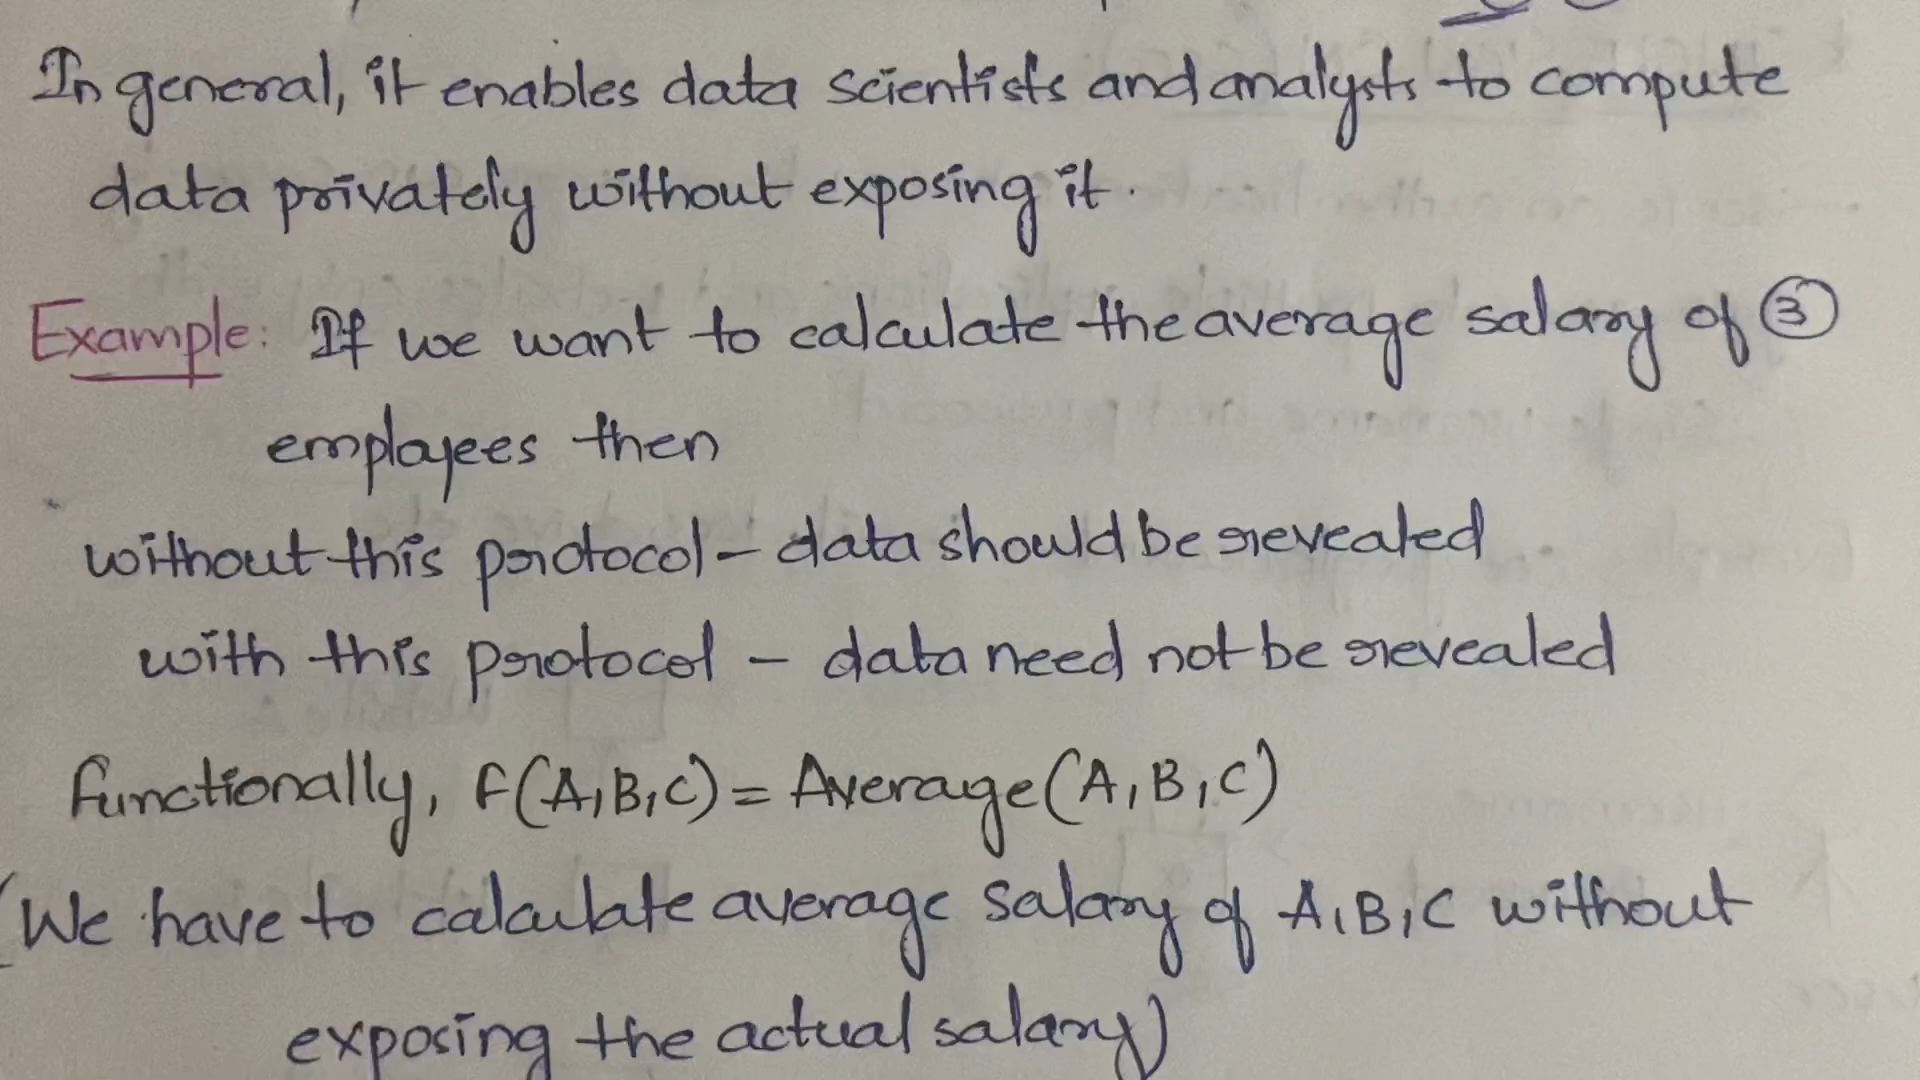 In general, it enables data scientists and analysts to compute
data privately without exposing it.
Example: If we want to calculate the average salary of ③
employees then
without this protocol - data should be revealed
with this protocol - data need not be revealed
functionally, F(A,B,C) = Average(A,B,C)
(We have to calculate average salary of A,B,C without
exposing the actual salary)